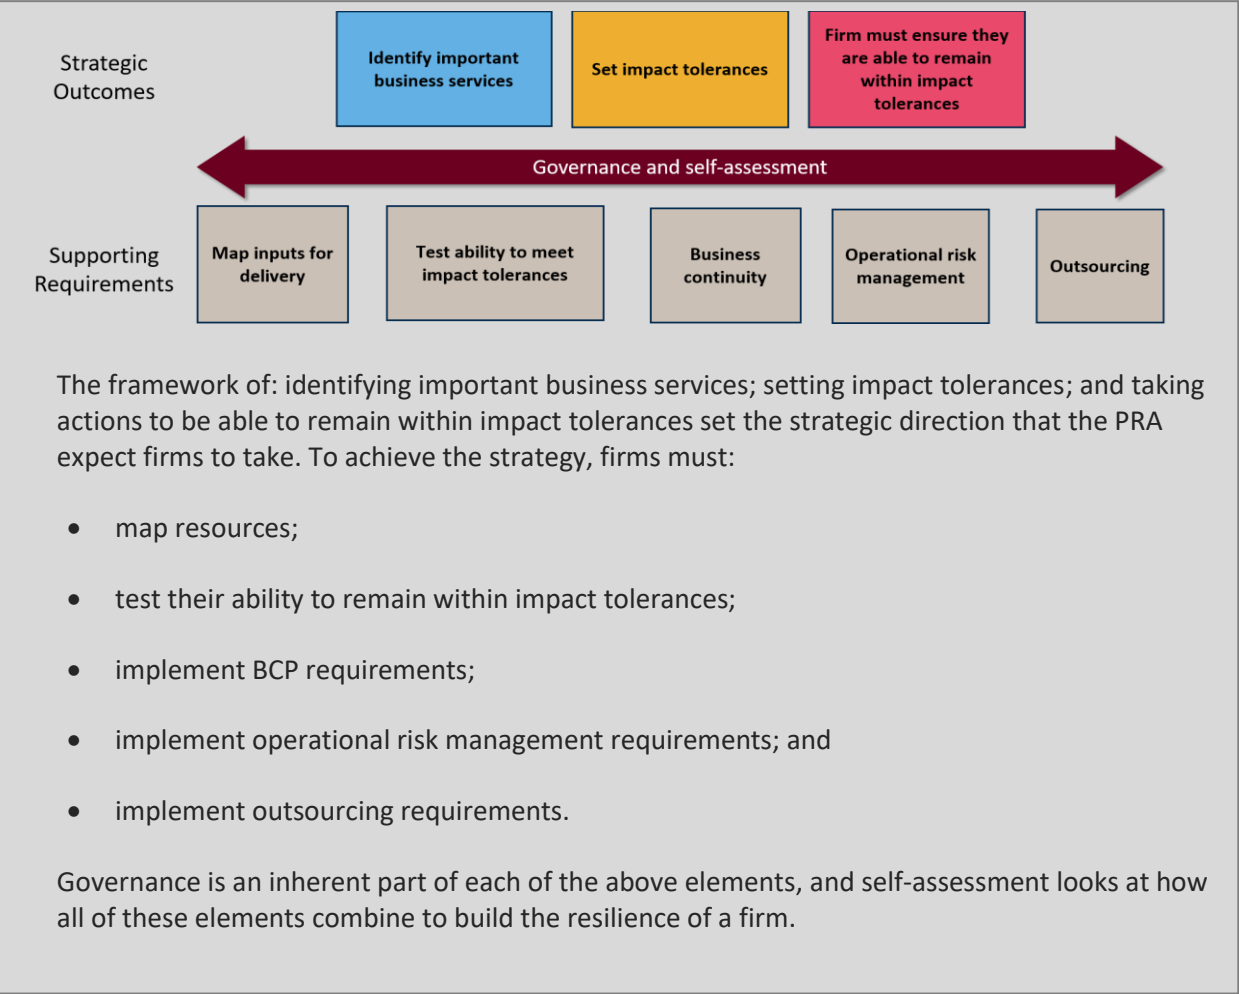 Strategic
Outcomes
Identify important
business services
Set impact tolerances
Firm must ensure they
are able to remain
within impact
tolerances
Governance and self-assessment
Supporting
Requirements
Map inputs for
delivery
Test ability to meet
impact tolerances
Business
continuity
Operational risk
management
Outsourcing
The framework of: identifying important business services; setting impact tolerances; and taking
actions to be able to remain within impact tolerances set the strategic direction that the PRA
expect firms to take. To achieve the strategy, firms must:
• map resources;
• test their ability to remain within impact tolerances;
• implement BCP requirements;
• implement operational risk management requirements; and
• implement outsourcing requirements.
Governance is an inherent part of each of the above elements, and self-assessment looks at how
all of these elements combine to build the resilience of a firm.